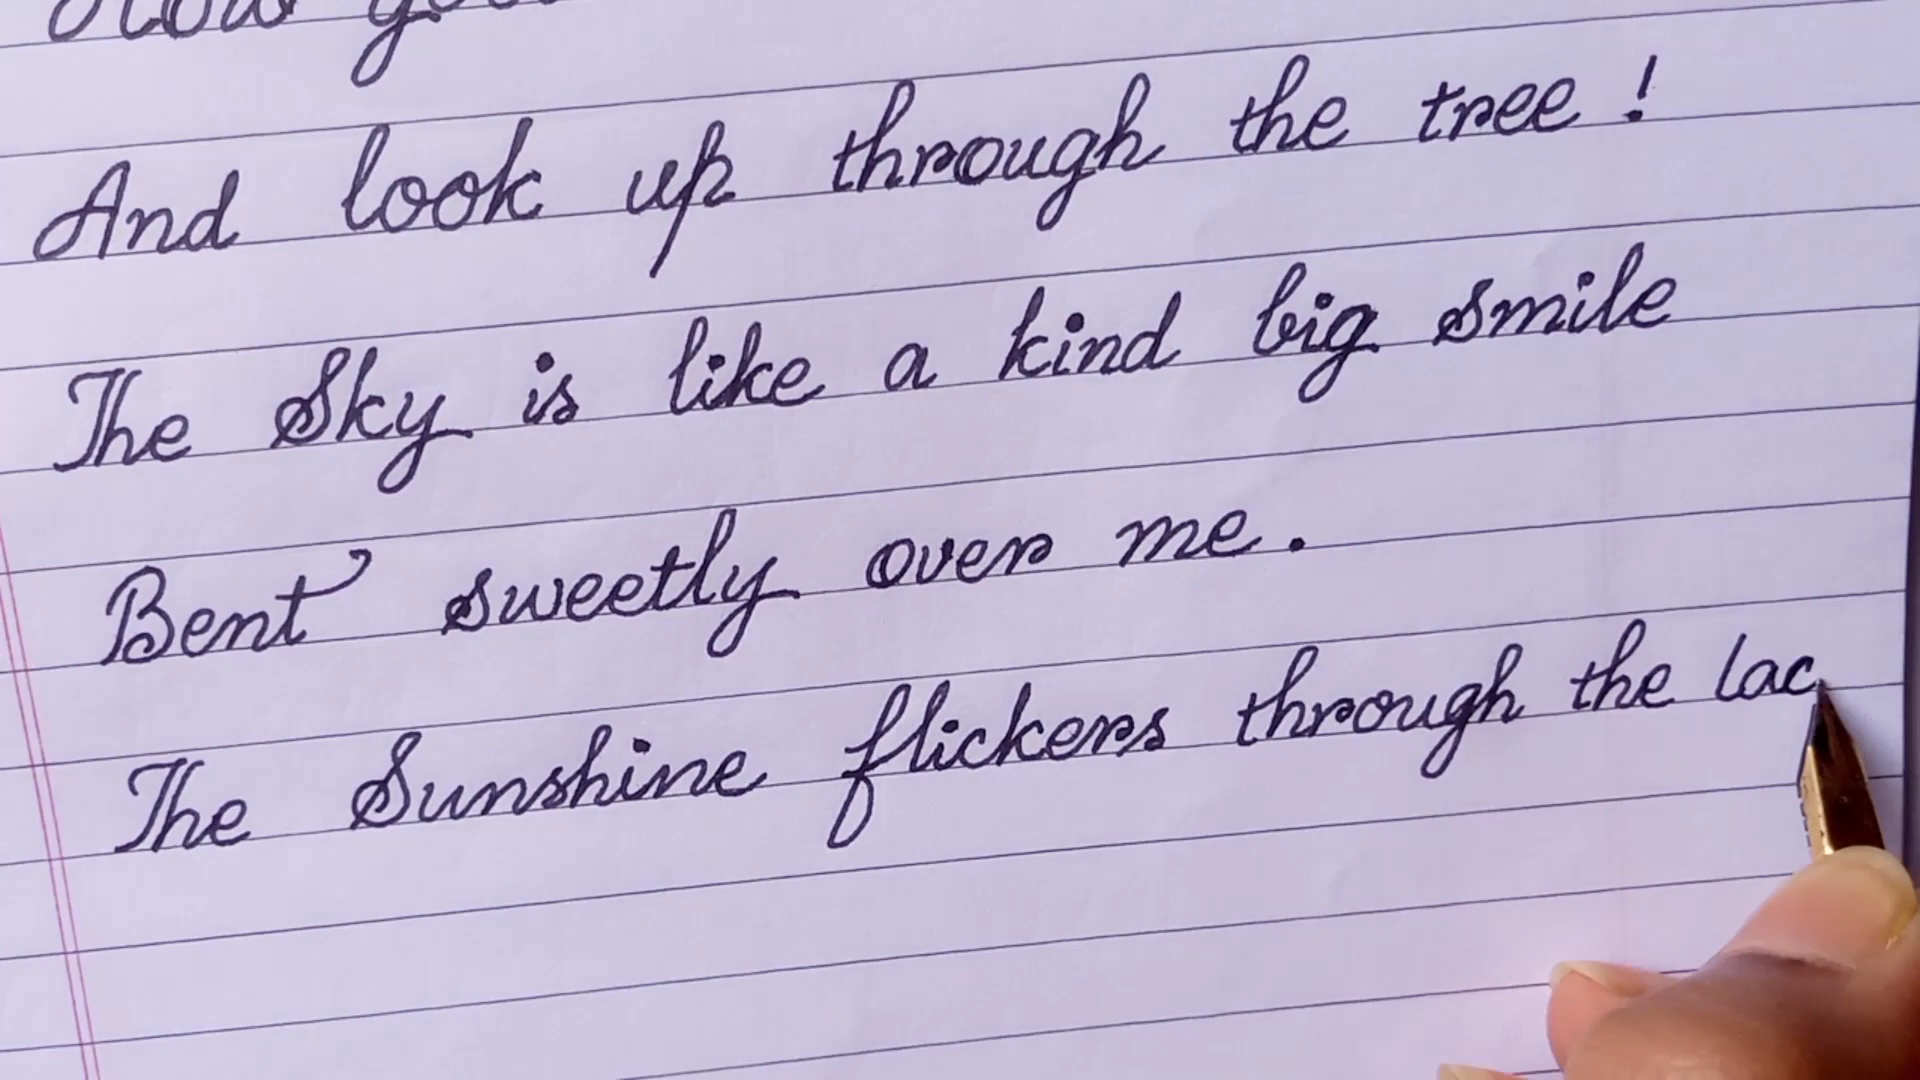 How
And look up through the tree !
The Sky is like a kind big smile
Bent sweetly over me .
The Sunshine flickers through the lac